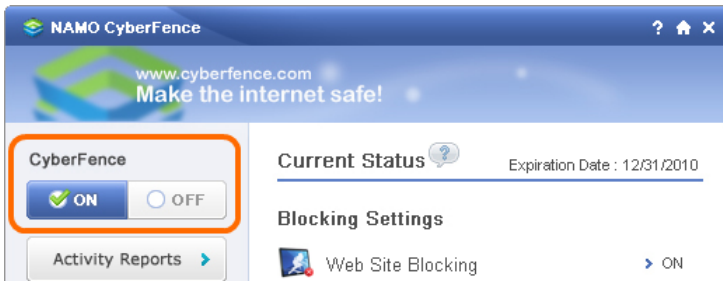 NAMO CyberFence
www.cyberfence.com
Make the internet safe!
CyberFence
ON OFF
Activity Reports
Current Status ? Expiration Date : 12/31/2010
Blocking Settings
Web Site Blocking ON